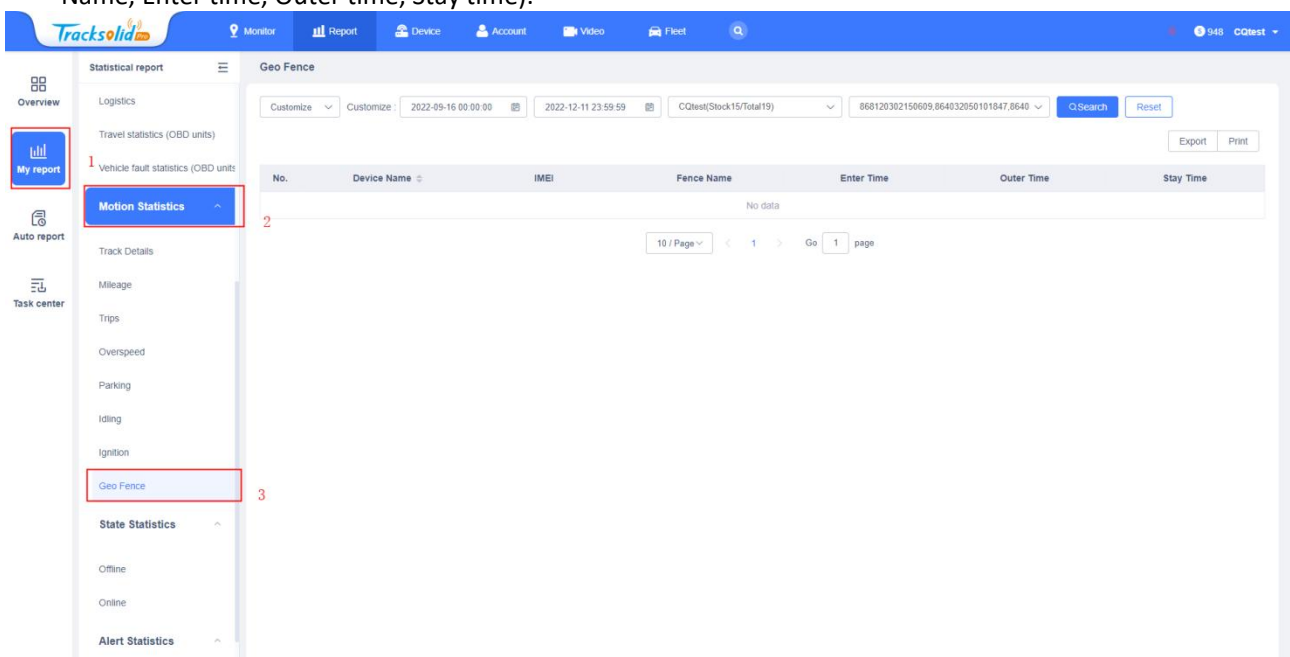 Name, Enter time, Outer time, Stay time).
Tracksolid PRO
Monitor Report Device Account Video Fleet
948 CQtest
Overview
My report
Auto report
Task center
Statistical report
Logistics
Travel statistics (OBD units)
1
Vehicle fault statistics (OBD units
Motion Statistics
2
Track Details
Mileage
Trips
Overspeed
Parking
Idling
Ignition
Geo Fence
3
State Statistics
Offline
Online
Alert Statistics
Geo Fence
Customize Customize : 2022-09-16 00:00:00 2022-12-11 23:59:59 CQtest(Stock15/Total19) 868120302150609,864032050101847,8640 Search Reset
Export Print
No. Device Name IMEI Fence Name Enter Time Outer Time Stay Time
No data
10 / Page < 1 > Go 1 page